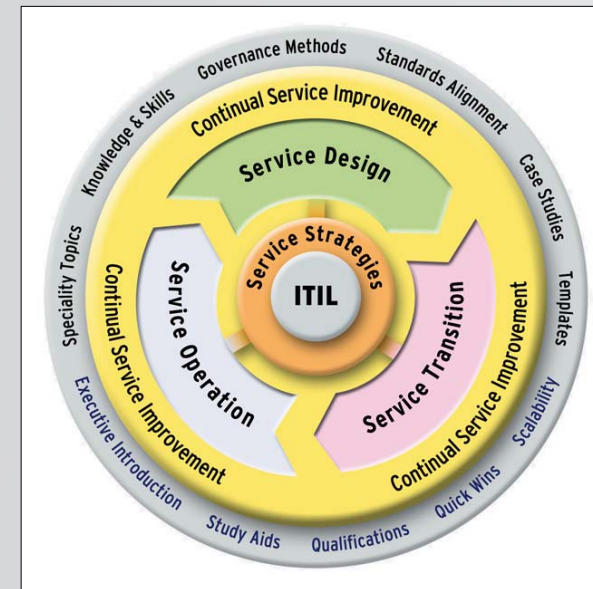 Governance Methods
Standards Alignment
Knowledge & Skills
Case Studies
Speciality Topics
Templates
Executive Introduction
Study Aids
Qualifications
Quick Wins
Scalability
Continual Service Improvement
Continual Service Improvement
Continual Service Improvement
Service Design
Service Operation
Service Transition
Service Strategies
ITIL